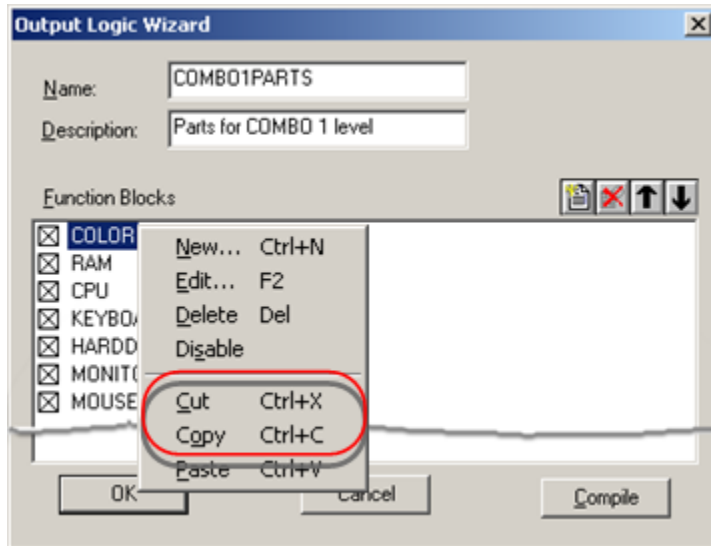 Output Logic Wizard
Name: COMBO1PARTS
Description: Parts for COMBO 1 level
Function Blocks
COLOR
RAM
CPU
KEYBOA
HARDD
MONIT
MOUSE
New... Ctrl+N
Edit... F2
Delete Del
Disable
Cut Ctrl+X
Copy Ctrl+C
Paste Ctrl+V
OK Cancel Compile